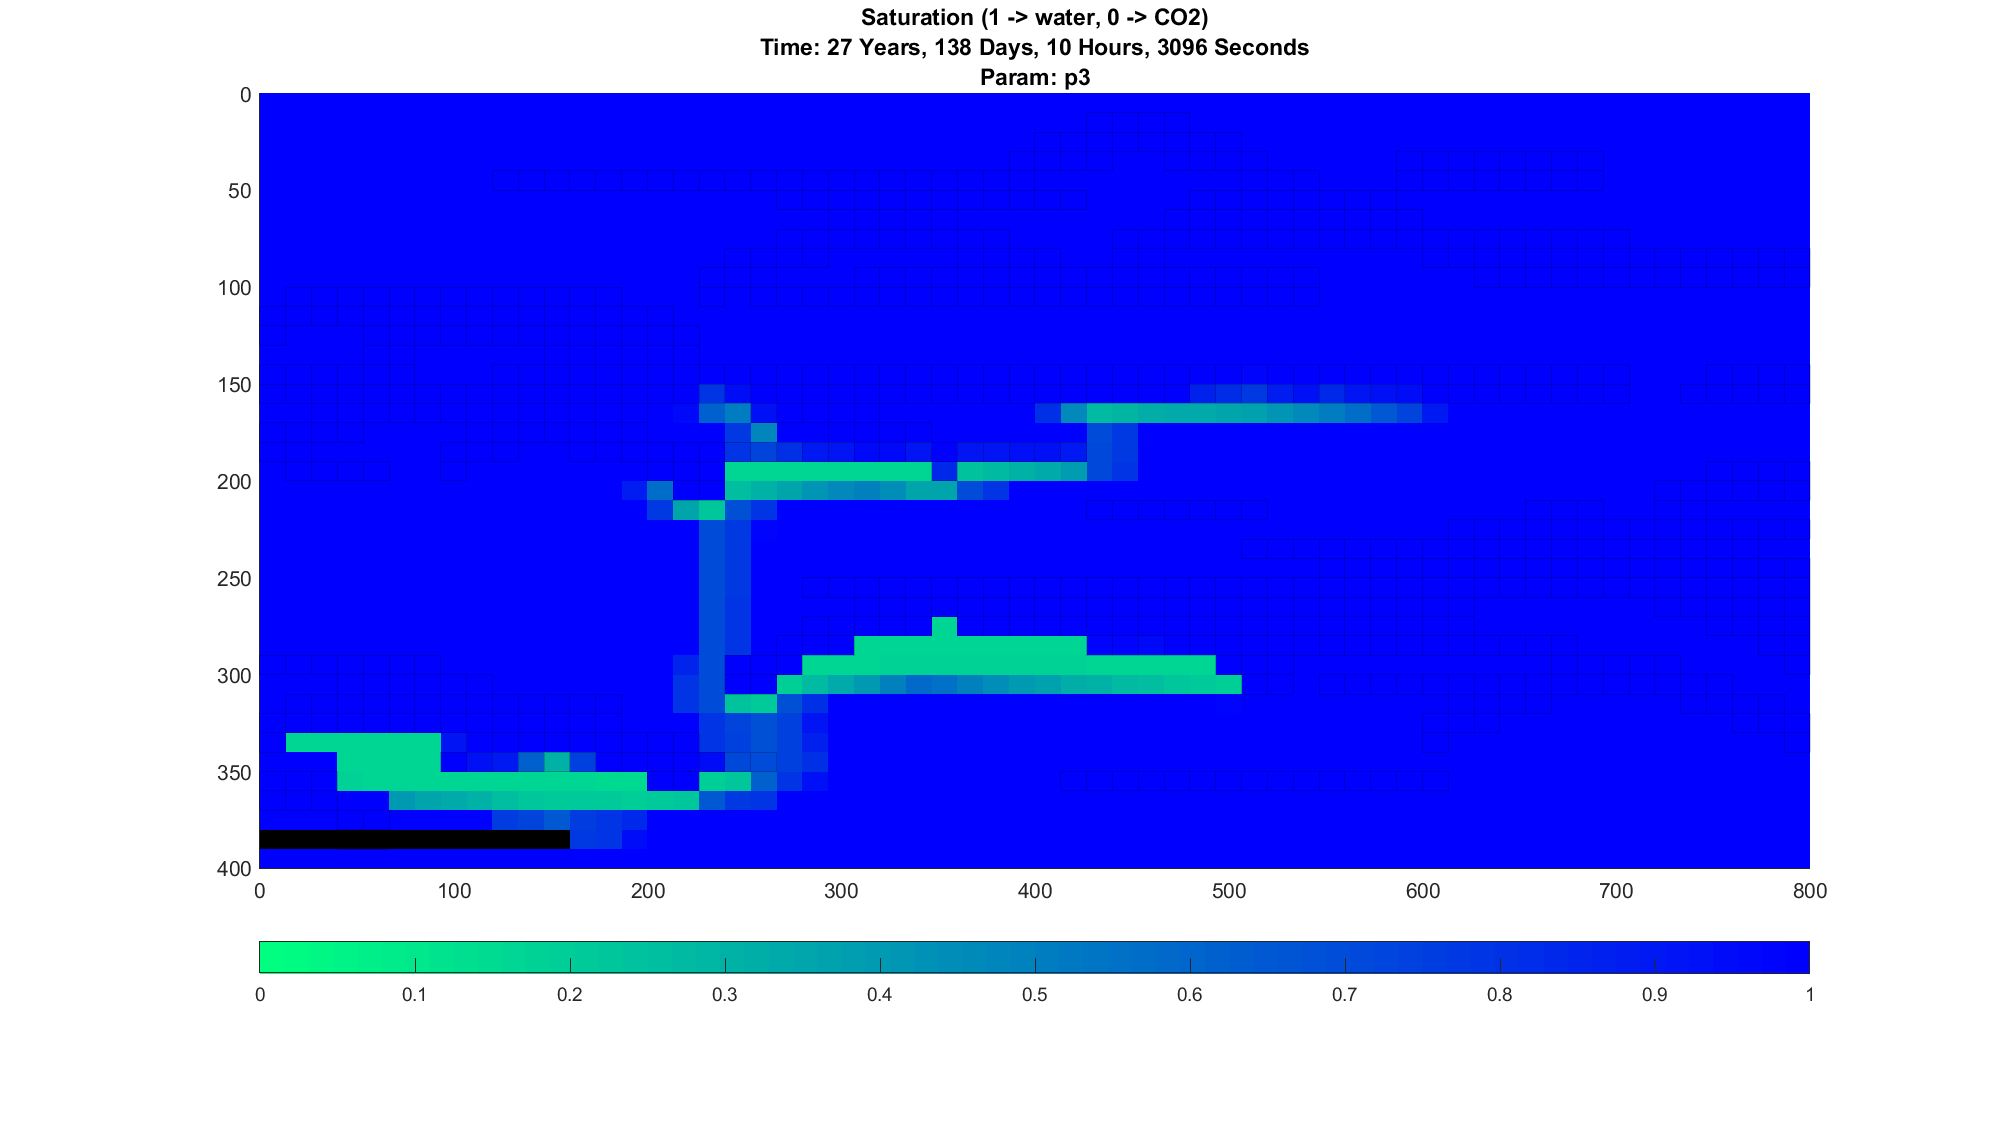 Saturation (1 -> water, 0 -> CO2)
Time: 27 Years, 138 Days, 10 Hours, 3096 Seconds
Param: p3
0
50
100
150
200
250
300
350
400
0 100 200 300 400 500 600 700 800
0 0.1 0.2 0.3 0.4 0.5 0.6 0.7 0.8 0.9 1